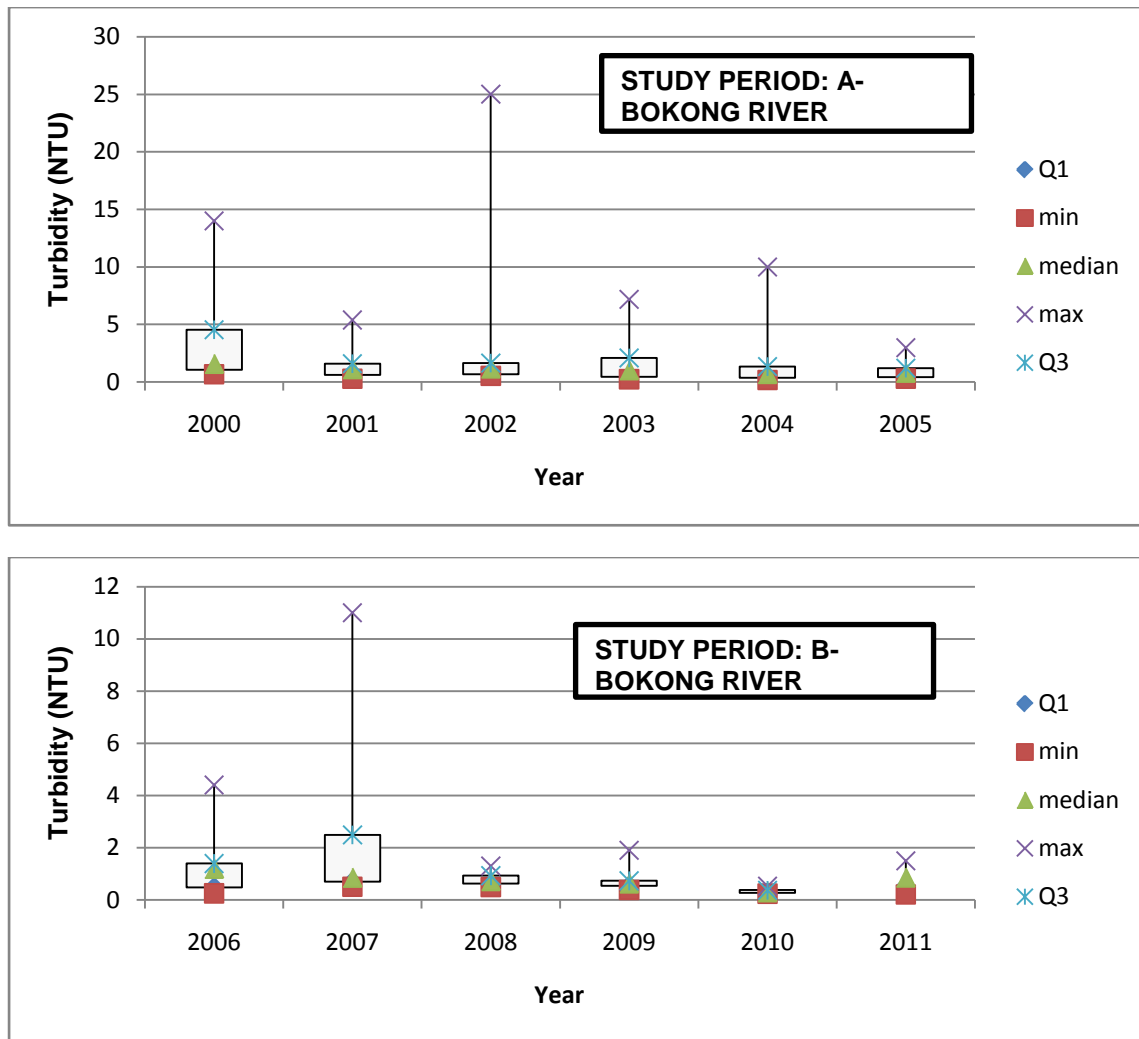 30
25
20
15
10
5
0
Turbidity (NTU)
STUDY PERIOD: A-
BOKONG RIVER
Q1
min
median
max
Q3
2000 2001 2002 2003 2004 2005
Year
12
10
8
6
4
2
0
Turbidity (NTU)
STUDY PERIOD: B-
BOKONG RIVER
Q1
min
median
max
Q3
2006 2007 2008 2009 2010 2011
Year